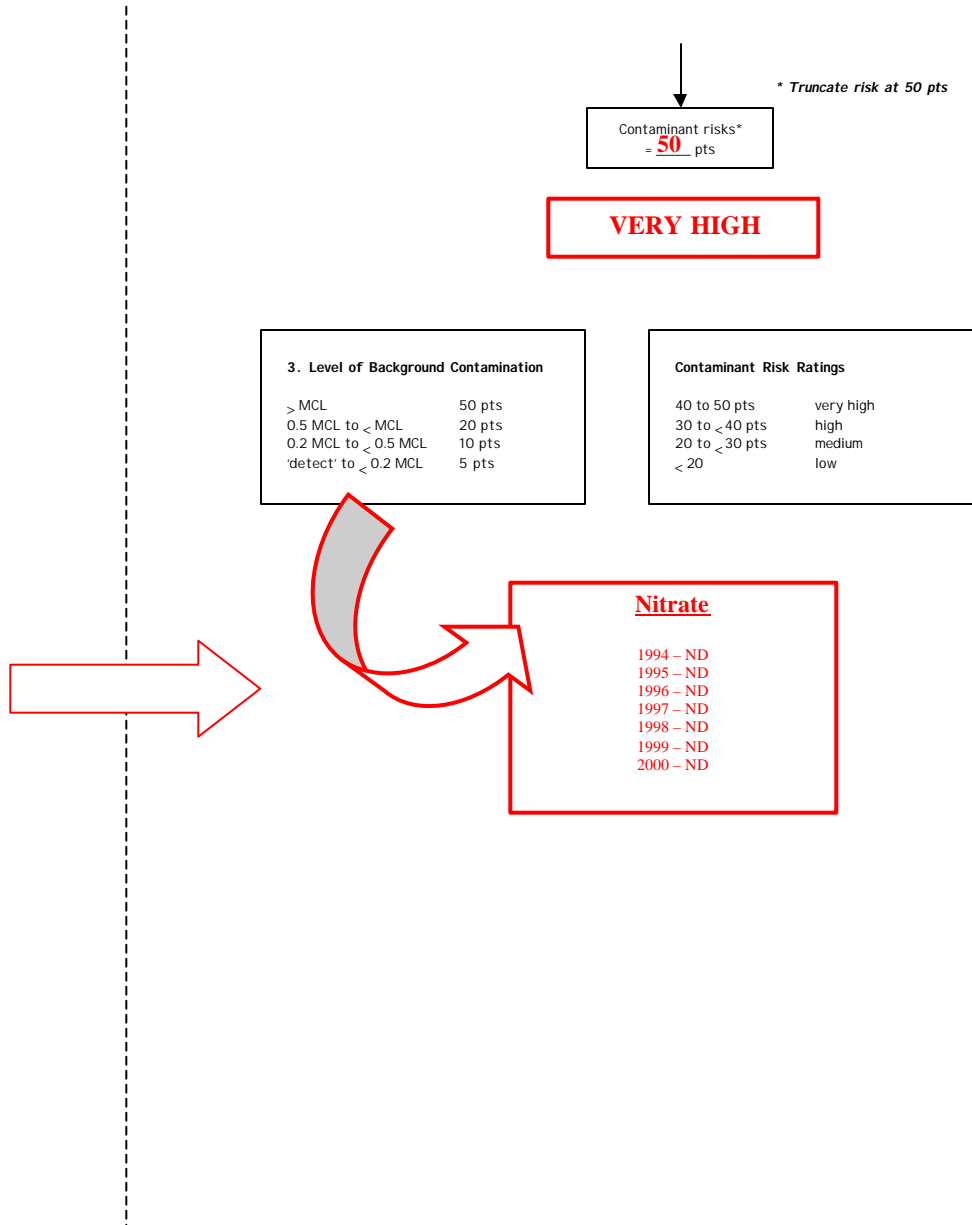 * Truncate risk at 50 pts
Contaminant risks*
= 50 pts
VERY HIGH
3. Level of Background Contamination
> MCL 50 pts
0.5 MCL to < MCL 20 pts
0.2 MCL to < 0.5 MCL 10 pts
'detect' to < 0.2 MCL 5 pts
Contaminant Risk Ratings
40 to 50 pts very high
30 to < 40 pts high
20 to < 30 pts medium
< 20 low
Nitrate
1994 – ND
1995 – ND
1996 – ND
1997 – ND
1998 – ND
1999 – ND
2000 – ND